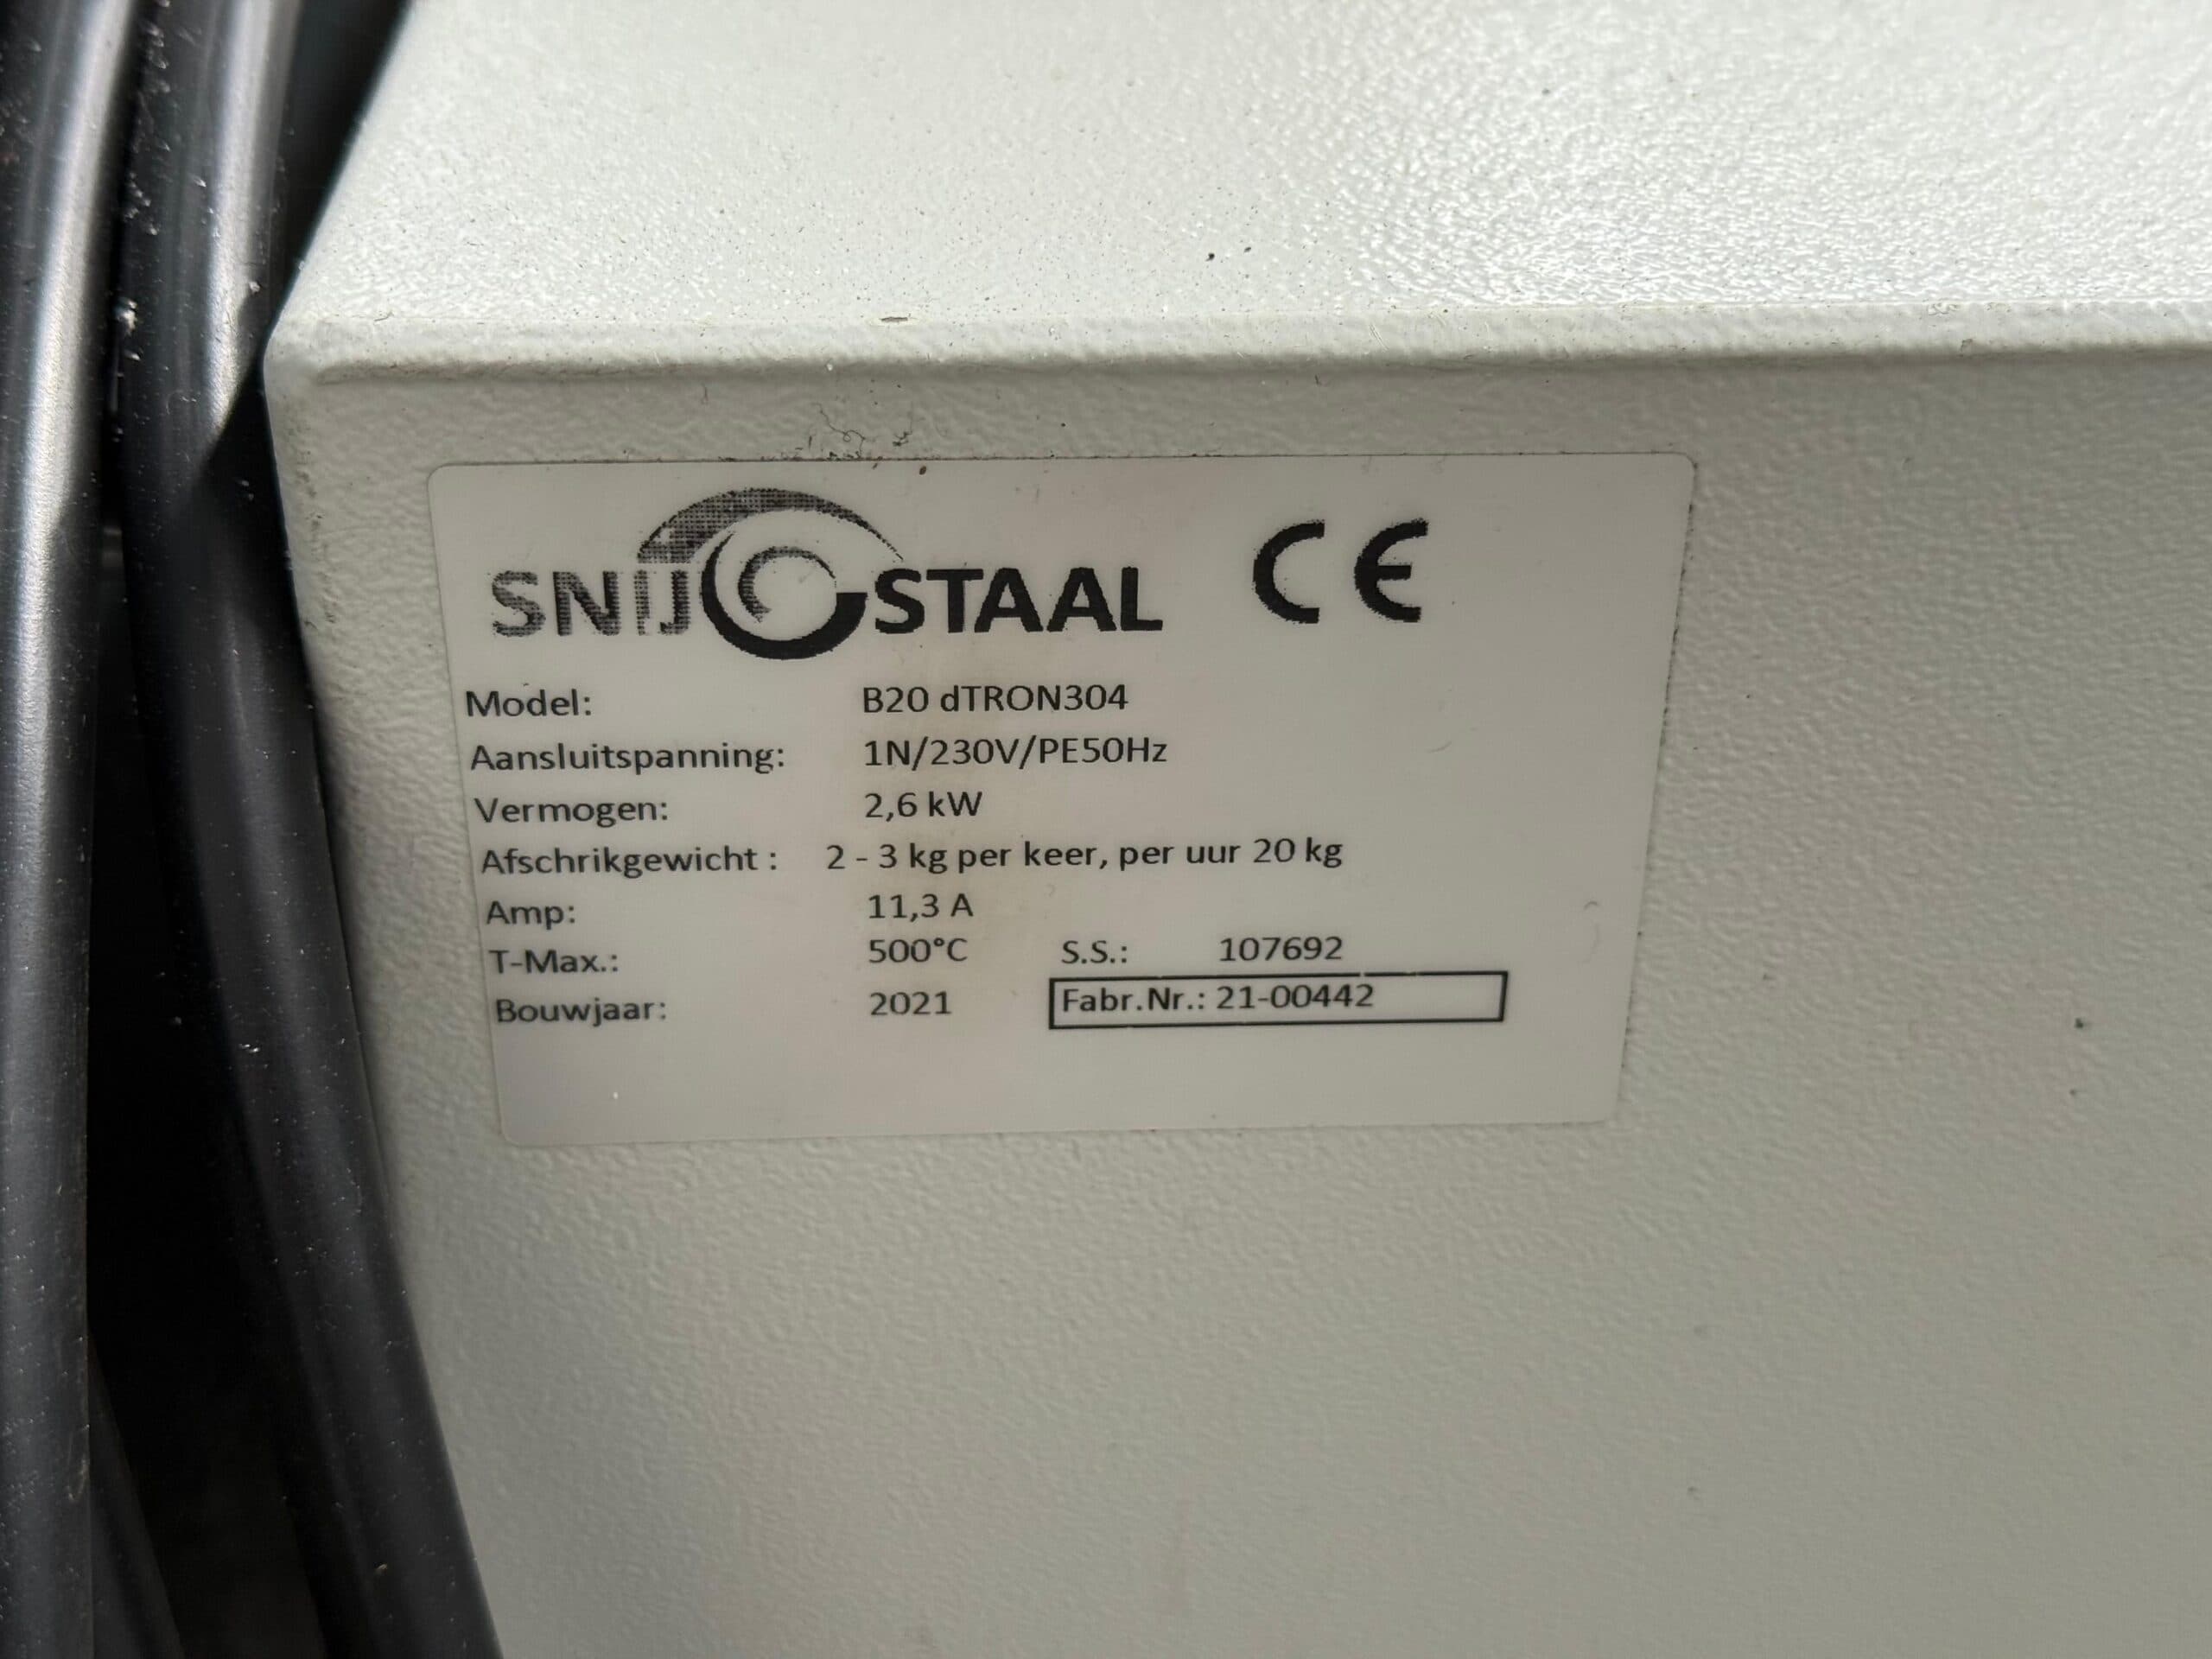 SNIJ STAAL CE
Model: B20 dTRON304
Aansluitspanning: 1N/230V/PE50Hz
Vermogen: 2,6 kW
Afschrikgewicht : 2 - 3 kg per keer, per uur 20 kg
Amp: 11,3 A
T-Max.: 500°C S.S.: 107692
Bouwjaar: 2021 Fabr.Nr.: 21-00442